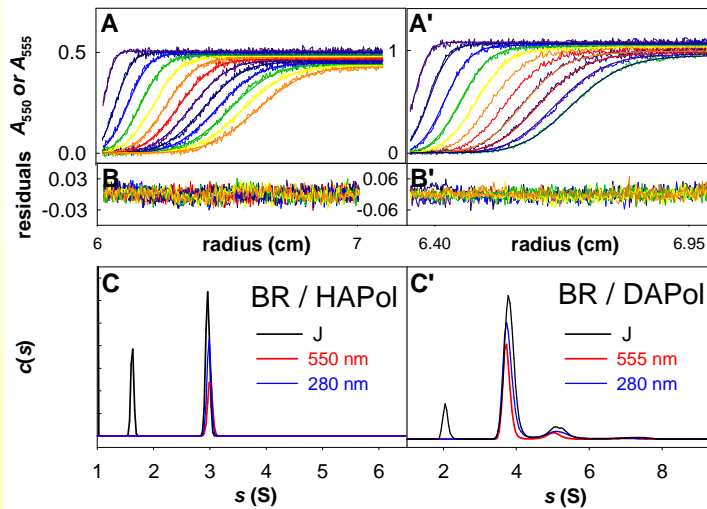 A
A'
A550 or A555
0.5
0.0
1
0
B
B'
residuals
0.03
-0.03
0.06
-0.06
6
radius (cm)
7
6.40
radius (cm)
6.95
C
C'
BR / HAPol
J
550 nm
280 nm
BR / DAPol
J
555 nm
280 nm
c(s)
1
2
3
4
5
6
2
4
6
8
s (S)
s (S)